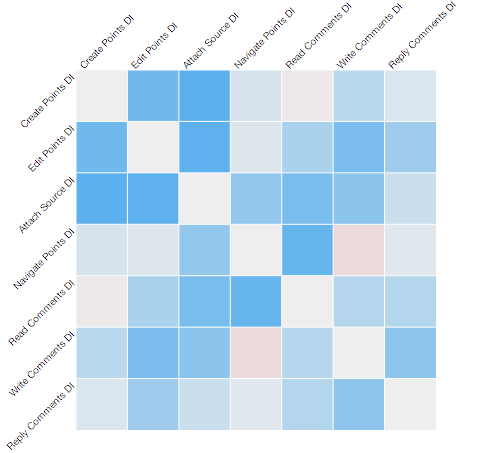 Create Points DI
Edit Points DI
Attach Source DI
Navigate Points DI
Read Comments DI
Write Comments DI
Reply Comments DI
Create Points DI
Edit Points DI
Attach Source DI
Navigate Points DI
Read Comments DI
Write Comments DI
Reply Comments DI